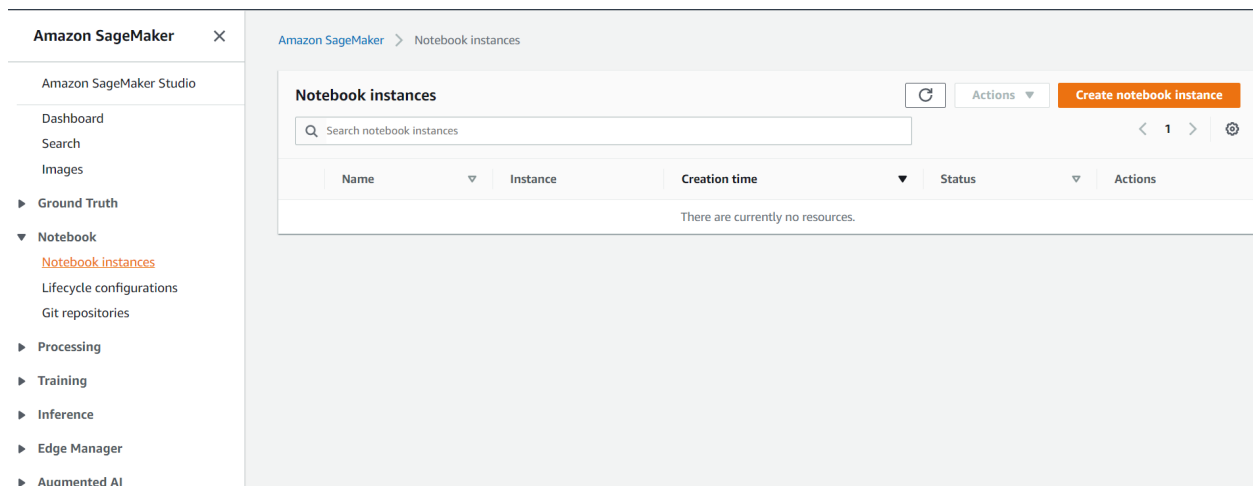 Amazon SageMaker
Amazon SageMaker Studio
Dashboard
Search
Images
Ground Truth
Notebook
Notebook instances
Lifecycle configurations
Git repositories
Processing
Training
Inference
Edge Manager
Augmented AI
Amazon SageMaker > Notebook instances
Notebook instances
Actions
Create notebook instance
Search notebook instances
1
Name Instance Creation time Status Actions
There are currently no resources.